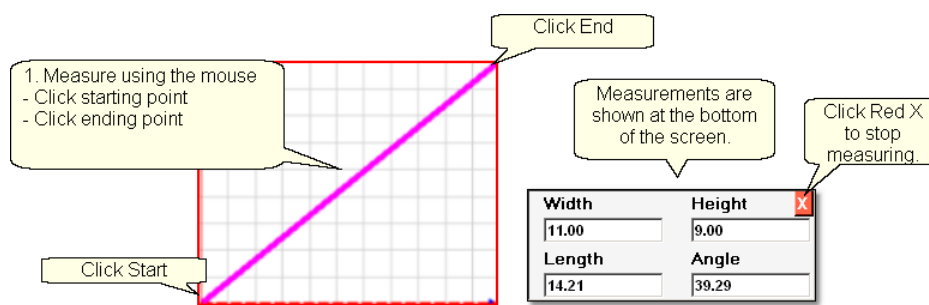 Click End
1. Measure using the mouse
- Click starting point
- Click ending point
Measurements are
shown at the bottom
of the screen.
Click Red X
to stop
measuring.
Width
Height
X
11.00
9.00
Length
Angle
14.21
39.29
Click Start